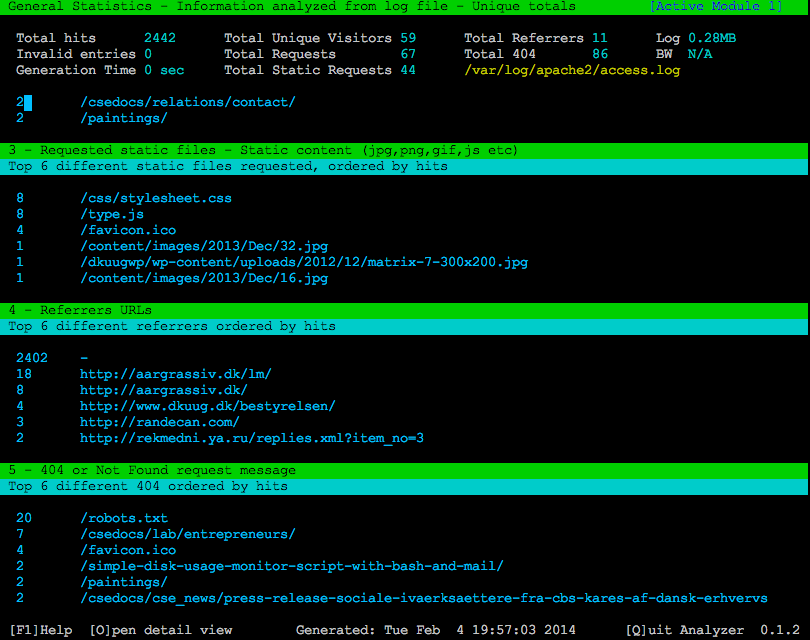 General Statistics - Information analyzed from log file - Unique totals [Active Module 1]
Total hits 2442 Total Unique Visitors 59 Total Referrers 11 Log 0.28MB
Invalid entries 0 Total Requests 67 Total 404 86 BW N/A
Generation Time 0 sec Total Static Requests 44 /var/log/apache2/access.log
2 /csedocs/relations/contact/
2 /paintings/
3 - Requested static files - Static content (jpg,png,gif,js etc)
Top 6 different static files requested, ordered by hits
8 /css/stylesheet.css
8 /type.js
4 /favicon.ico
1 /content/images/2013/Dec/32.jpg
1 /dkuugwp/wp-content/uploads/2012/12/matrix-7-300x200.jpg
1 /content/images/2013/Dec/16.jpg
4 - Referrers URLs
Top 6 different referrers ordered by hits
2402 -
18 http://aargrassiv.dk/lm/
8 http://aargrassiv.dk/
4 http://www.dkuug.dk/bestyrelsen/
3 http://randecan.com/
2 http://rekmedni.ya.ru/replies.xml?item_no=3
5 - 404 or Not Found request message
Top 6 different 404 ordered by hits
20 /robots.txt
7 /csedocs/lab/entrepreneurs/
4 /favicon.ico
2 /simple-disk-usage-monitor-script-with-bash-and-mail/
2 /paintings/
2 /csedocs/cse_news/press-release-sociale-ivaerksaettere-fra-cbs-kares-af-dansk-erhvervs
[F1]Help [O]pen detail view Generated: Tue Feb 4 19:57:03 2014 [Q]uit Analyzer 0.1.2